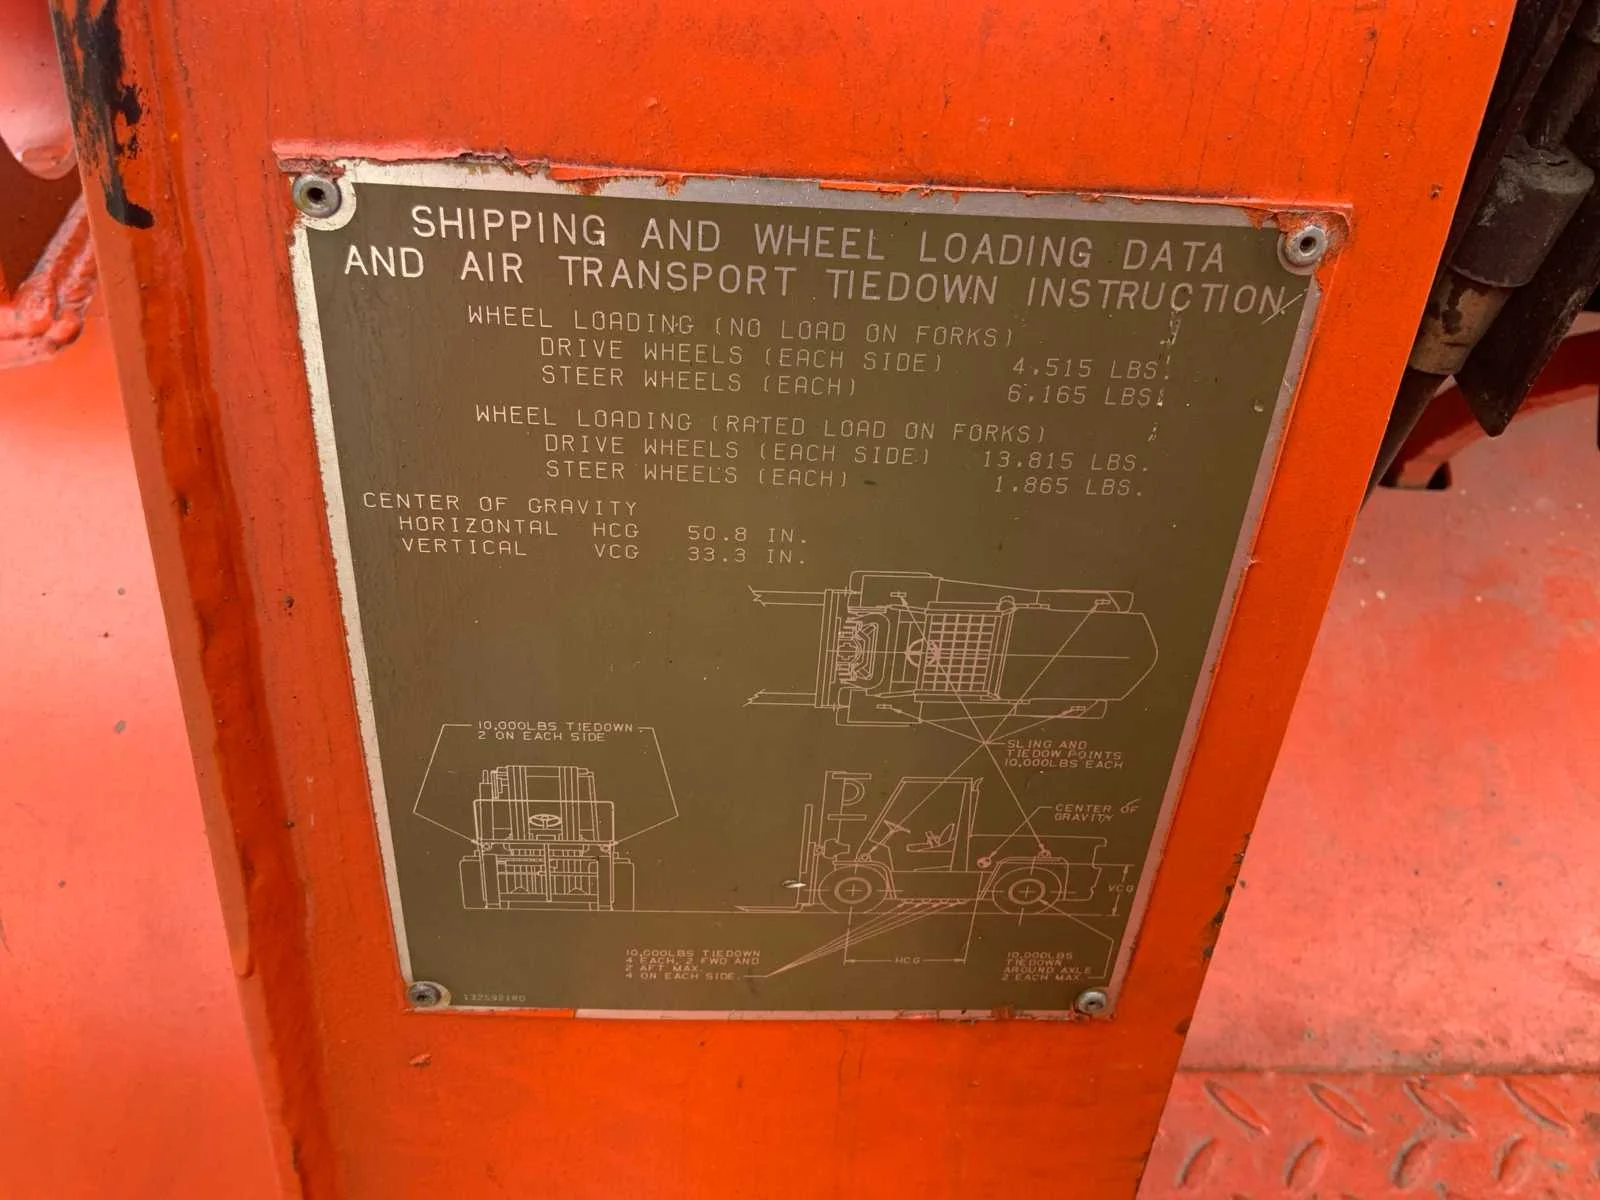 SHIPPING AND WHEEL LOADING DATA
AND AIR TRANSPORT TIEDOWN INSTRUCTION
WHEEL LOADING (NO LOAD ON FORKS)
DRIVE WHEELS (EACH SIDE) 4,515 LBS.
STEER WHEELS (EACH) 6,165 LBS.
WHEEL LOADING (RATED LOAD ON FORKS)
DRIVE WHEELS (EACH SIDE) 13.815 LBS.
STEER WHEELS (EACH) 1.865 LBS.
CENTER OF GRAVITY
HORIZONTAL HCG 50.8 IN.
VERTICAL VCG 33.3 IN.
10,000LBS TIEDOWN
2 ON EACH SIDE
SLING AND
TIEDOW POINTS
10,000LBS EACH
CENTER OF
GRAVITY
VCG
HCG
10,000LBS TIEDOWN
4 EACH, 2 FWD AND
2 AFT MAX.
4 ON EACH SIDE.
10,000LBS
TIEDOWN
AROUND AXLE
2 EACH MAX